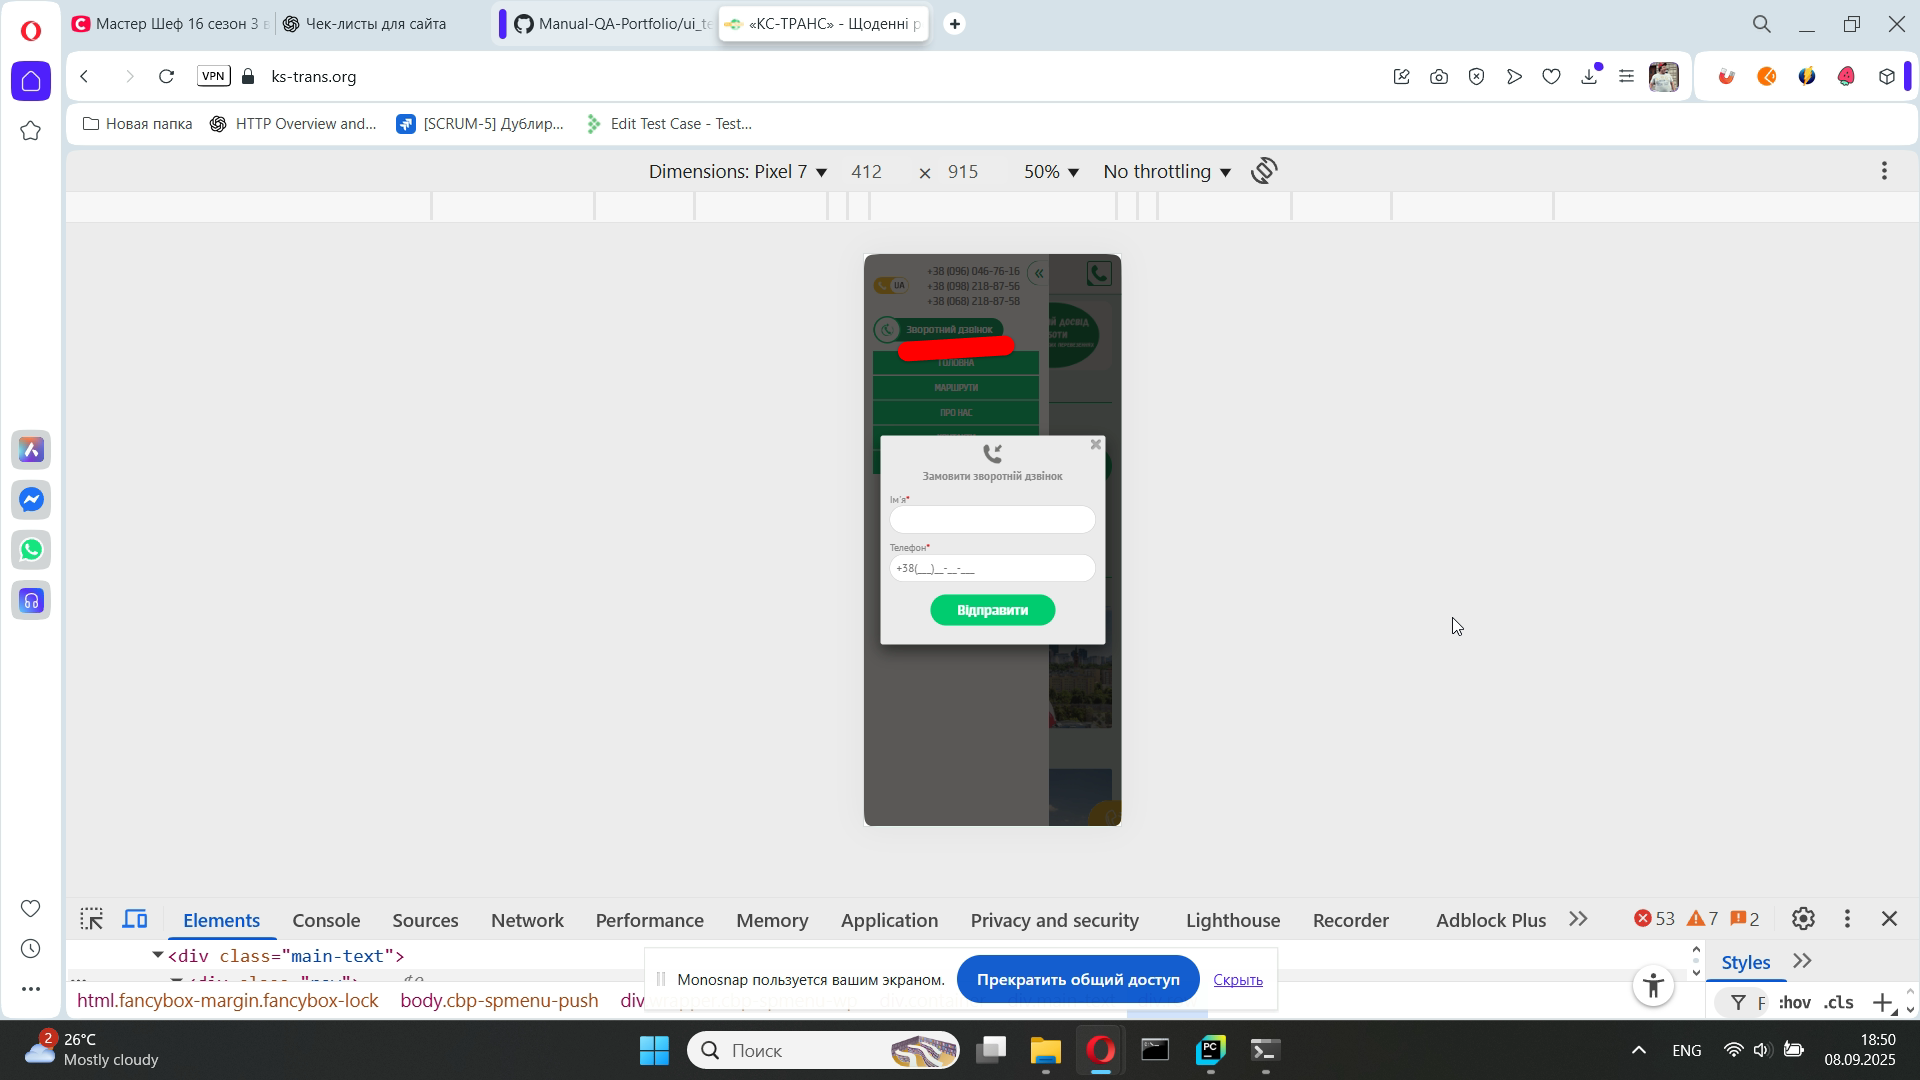 Мастер Шеф 16 сезон 3 в
Чек-листы для сайта
Manual-QA-Portfolio/ui_te
«КС-ТРАНС» - Щоденні р
VPN
ks-trans.org
Новая папка
HTTP Overview and...
[SCRUM-5] Дублир...
Edit Test Case - Test...
Dimensions: Pixel 7
412 × 915
50%
No throttling
+38 (096) 046-76-16
UA
+38 (098) 218-87-56
+38 (068) 218-87-58
Зворотний дзвінок
ГОЛОВНА
МАРШРУТИ
ПРО НАС
Й ДОСВІД
Замовити зворотній дзвінок
Ім'я*
Телефон*
+38(___)__-__-___
Відправити
Elements
Console
Sources
Network
Performance
Memory
Application
Privacy and security
Lighthouse
Recorder
Adblock Plus
53
7
2
<div class="main-text">
Styles
Monosnap пользуется вашим экраном.
Прекратить общий доступ
Скрыть
html.fancybox-margin.fancybox-lock
body.cbp-spmenu-push
F
:hov
.cls
2
26°C
Mostly cloudy
Поиск
PC
ENG
18:50
08.09.2025